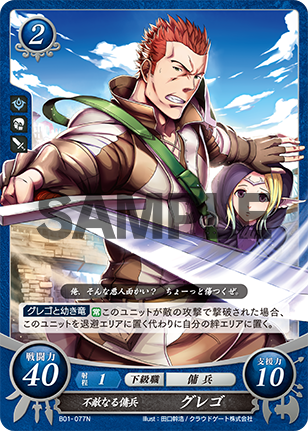 2
SAMPLE
俺、そんな悪人面かい？ ちょーっと傷つくぜ。
グレゴと幼き竜 常 このユニットが敵の攻撃で撃破された場合、
このユニットを退避エリアに置く代わりに自分の絆エリアに置く。
戦闘力 40
射程 1 下級職 傭兵
支援力 10
不敵なる傭兵 グレゴ
B01-077N Illust：田口幹浩／クラウドゲート株式会社